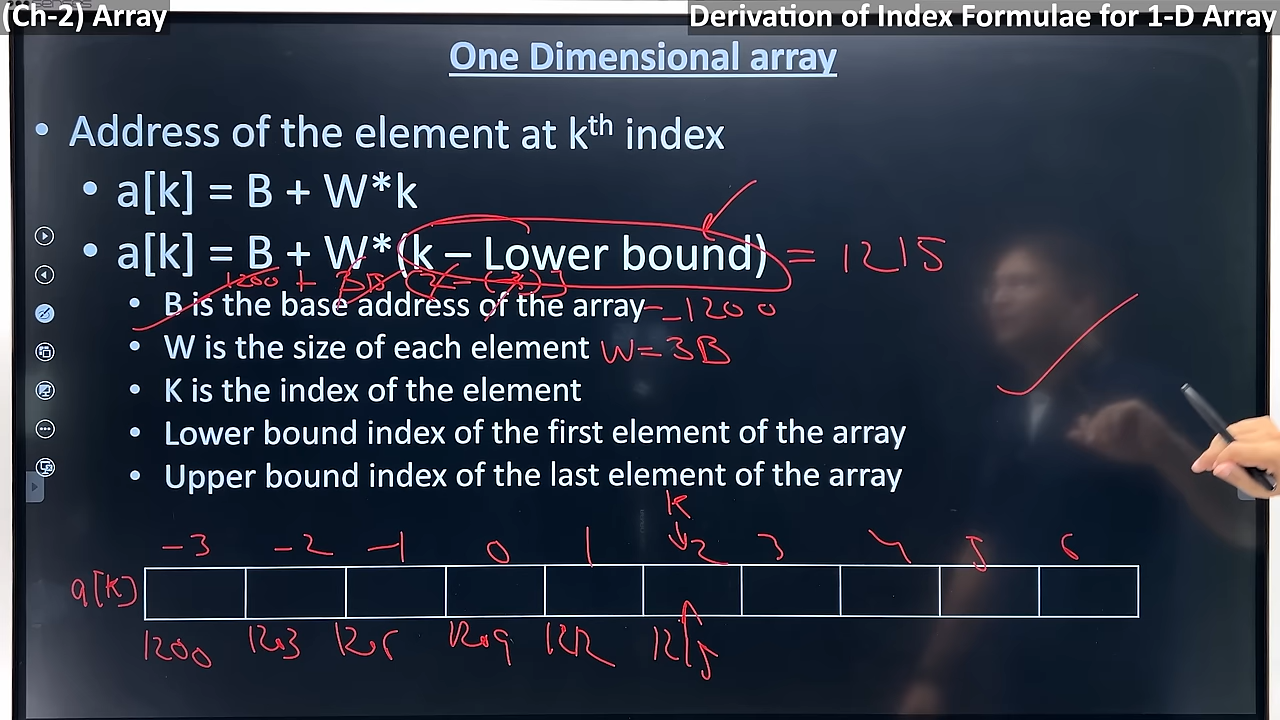 (Ch-2) Array
Derivation of Index Formulae for 1-D Array
One Dimensional array
• Address of the element at kth index
• a[k] = B + W*k
• a[k] = B + W*(k – Lower bound) = 1215
1200 + 3B (2 - (-3))
• B is the base address of the array - 1200
• W is the size of each element W=3B
• K is the index of the element
• Lower bound index of the first element of the array
• Upper bound index of the last element of the array
k
-3 -2 -1 0 1 2 3 4 5 6
a[k]
1200 1203 1206 1209 1212 1215